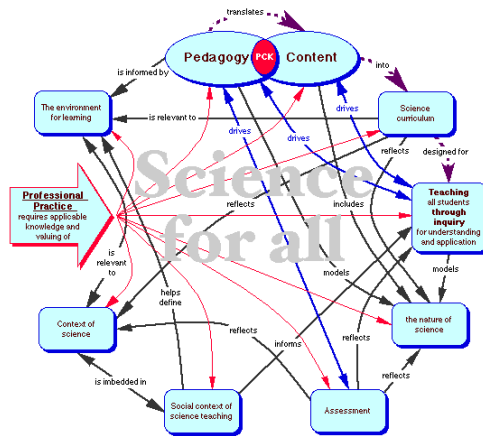 translates
Pedagogy
PCK
Content
is informed by
into
The environment
for learning
is relevant to
Science
curriculum
drives
drives
drives
reflects
designed for
Science
for all
Professional
Practice
requires applicable
knowledge and
valuing of
reflects
includes
Teaching
all students
through
inquiry
for understanding
and application
is
relevant
to
helps
define
models
models
Context of
science
the nature of
science
reflects
informs
reflects
reflects
is imbedded in
Social context of
science teaching
Assessment